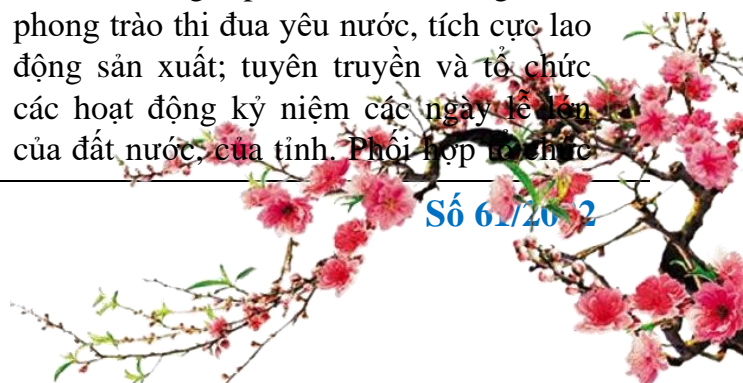 phong trào thi đua yêu nước, tích cực lao
động sản xuất; tuyên truyền và tổ chức
các hoạt động kỷ niệm các ngày lễ lớn
của đất nước, của tỉnh. Phối hợp tổ chức
Số 61/2022